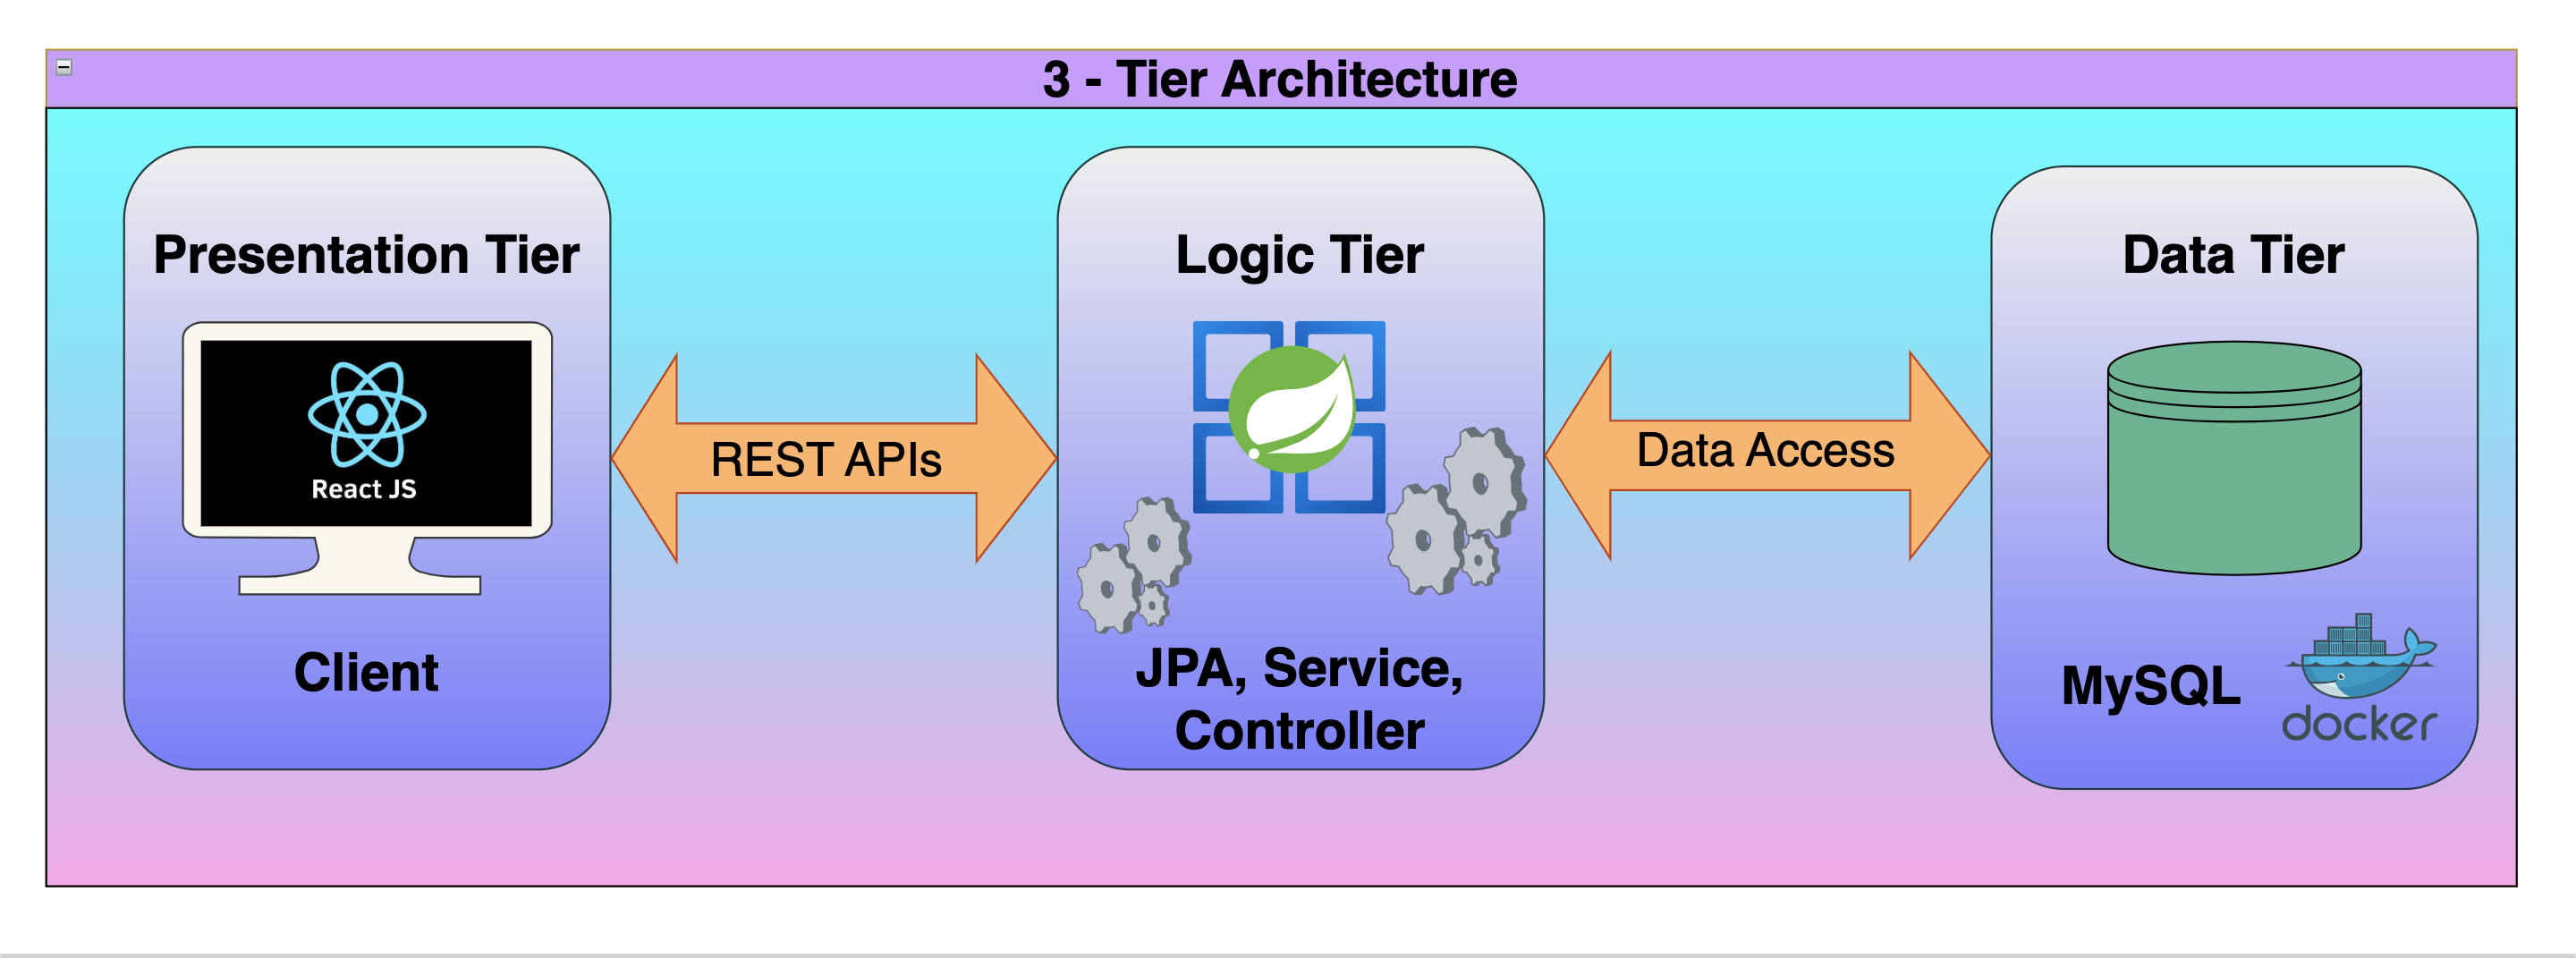 3 - Tier Architecture
Presentation Tier
React JS
Client
REST APIs
Logic Tier
JPA, Service,
Controller
Data Access
Data Tier
MySQL
docker